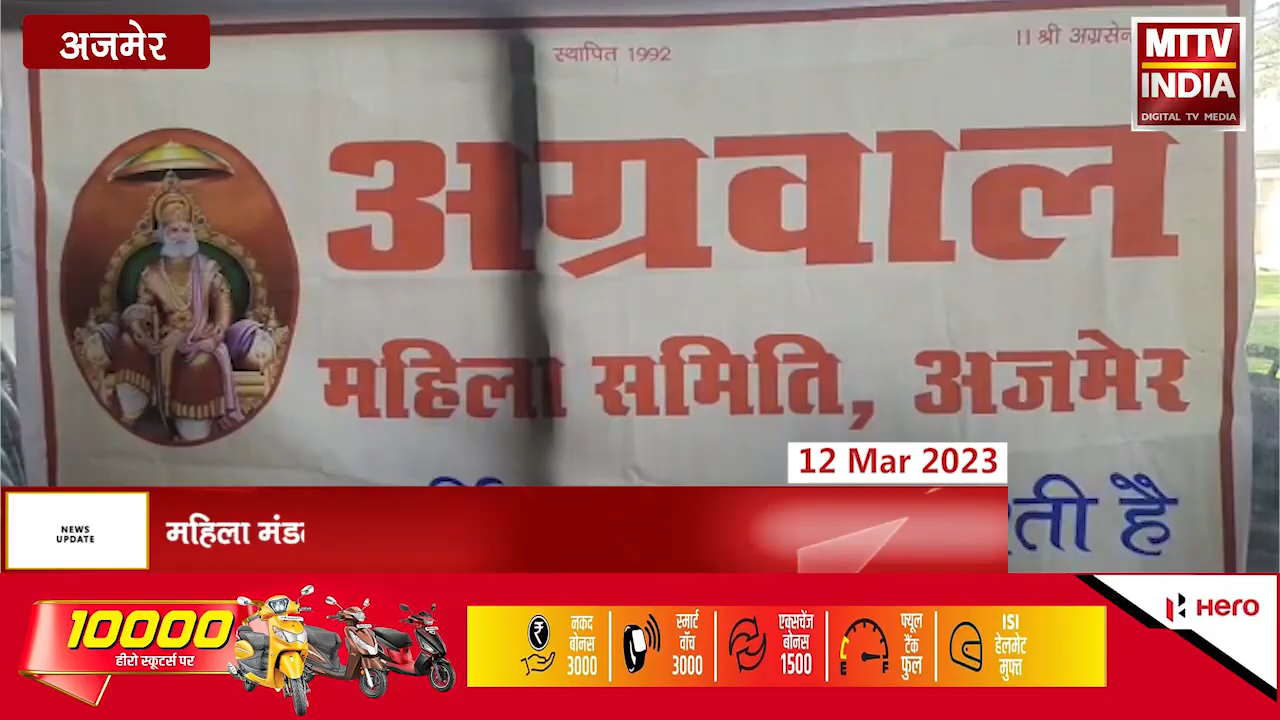 अजमेर
स्थापित 1992
।। श्री अग्रसेन
MTTV
INDIA
DIGITAL TV MEDIA
अग्रवाल
महिला समिति, अजमेर
12 Mar 2023
ती है
NEWS
UPDATE
महिला
10000
हीरो स्कूटर्स पर
नकद
बोनस
3000
स्मार्ट
वॉच
3000
एक्सचेंज
बोनस
1500
फ्यूल
टैंक
फुल
E F
ISI
हेलमेट
मुफ्त
HERO